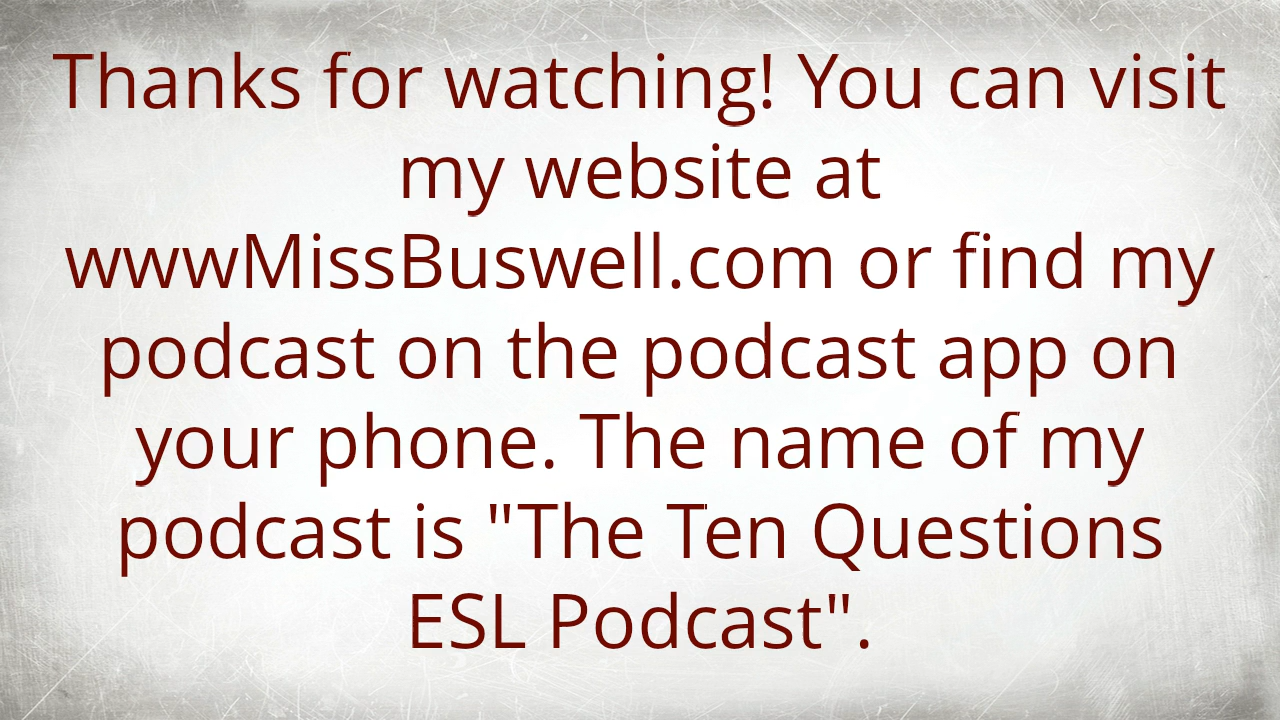 Thanks for watching! You can visit
my website at
wwwMissBuswell.com or find my
podcast on the podcast app on
your phone. The name of my
podcast is "The Ten Questions
ESL Podcast".